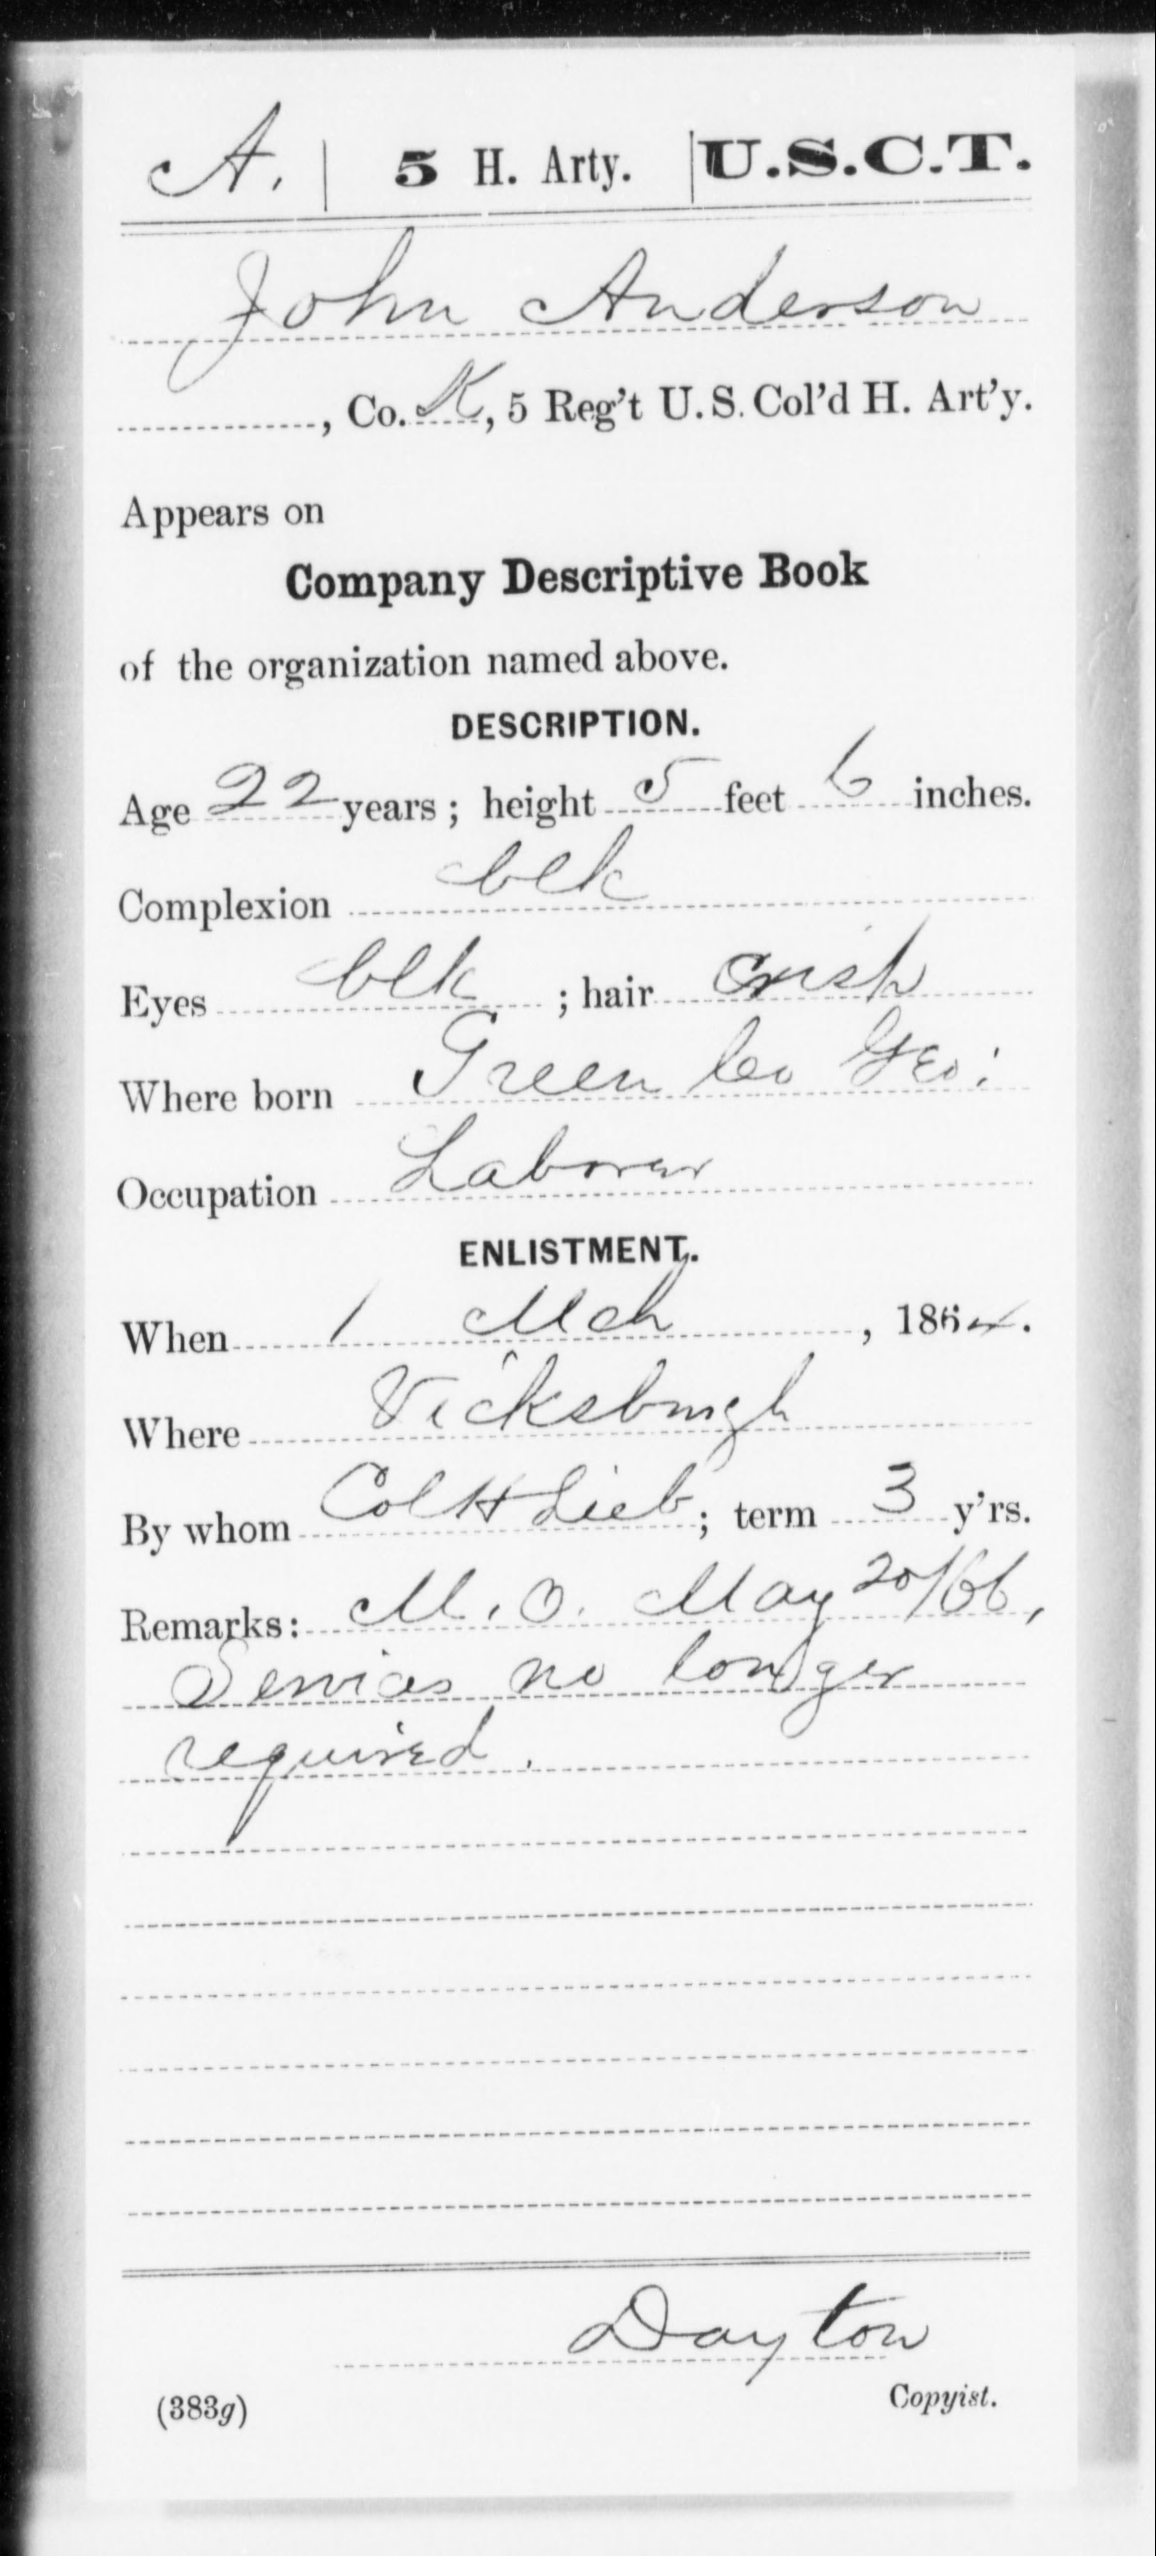 A. | 5 H. Arty. | U.S.C.T.
John Anderson
, Co. K, 5 Reg't U.S. Col'd H. Art'y.
Appears on
Company Descriptive Book
of the organization named above.
DESCRIPTION.
Age 22 years; height 5 feet 6 inches.
Complexion blk
Eyes blk ; hair crisp
Where born Green Co Geo.
Occupation Laborer
ENLISTMENT.
When 1 Mch, 1864.
Where Vicksburgh
By whom Col H Lieb; term 3 y'rs.
Remarks: M. O. May 20/66,
Services no longer
required.
Dayton
(383g) Copyist.